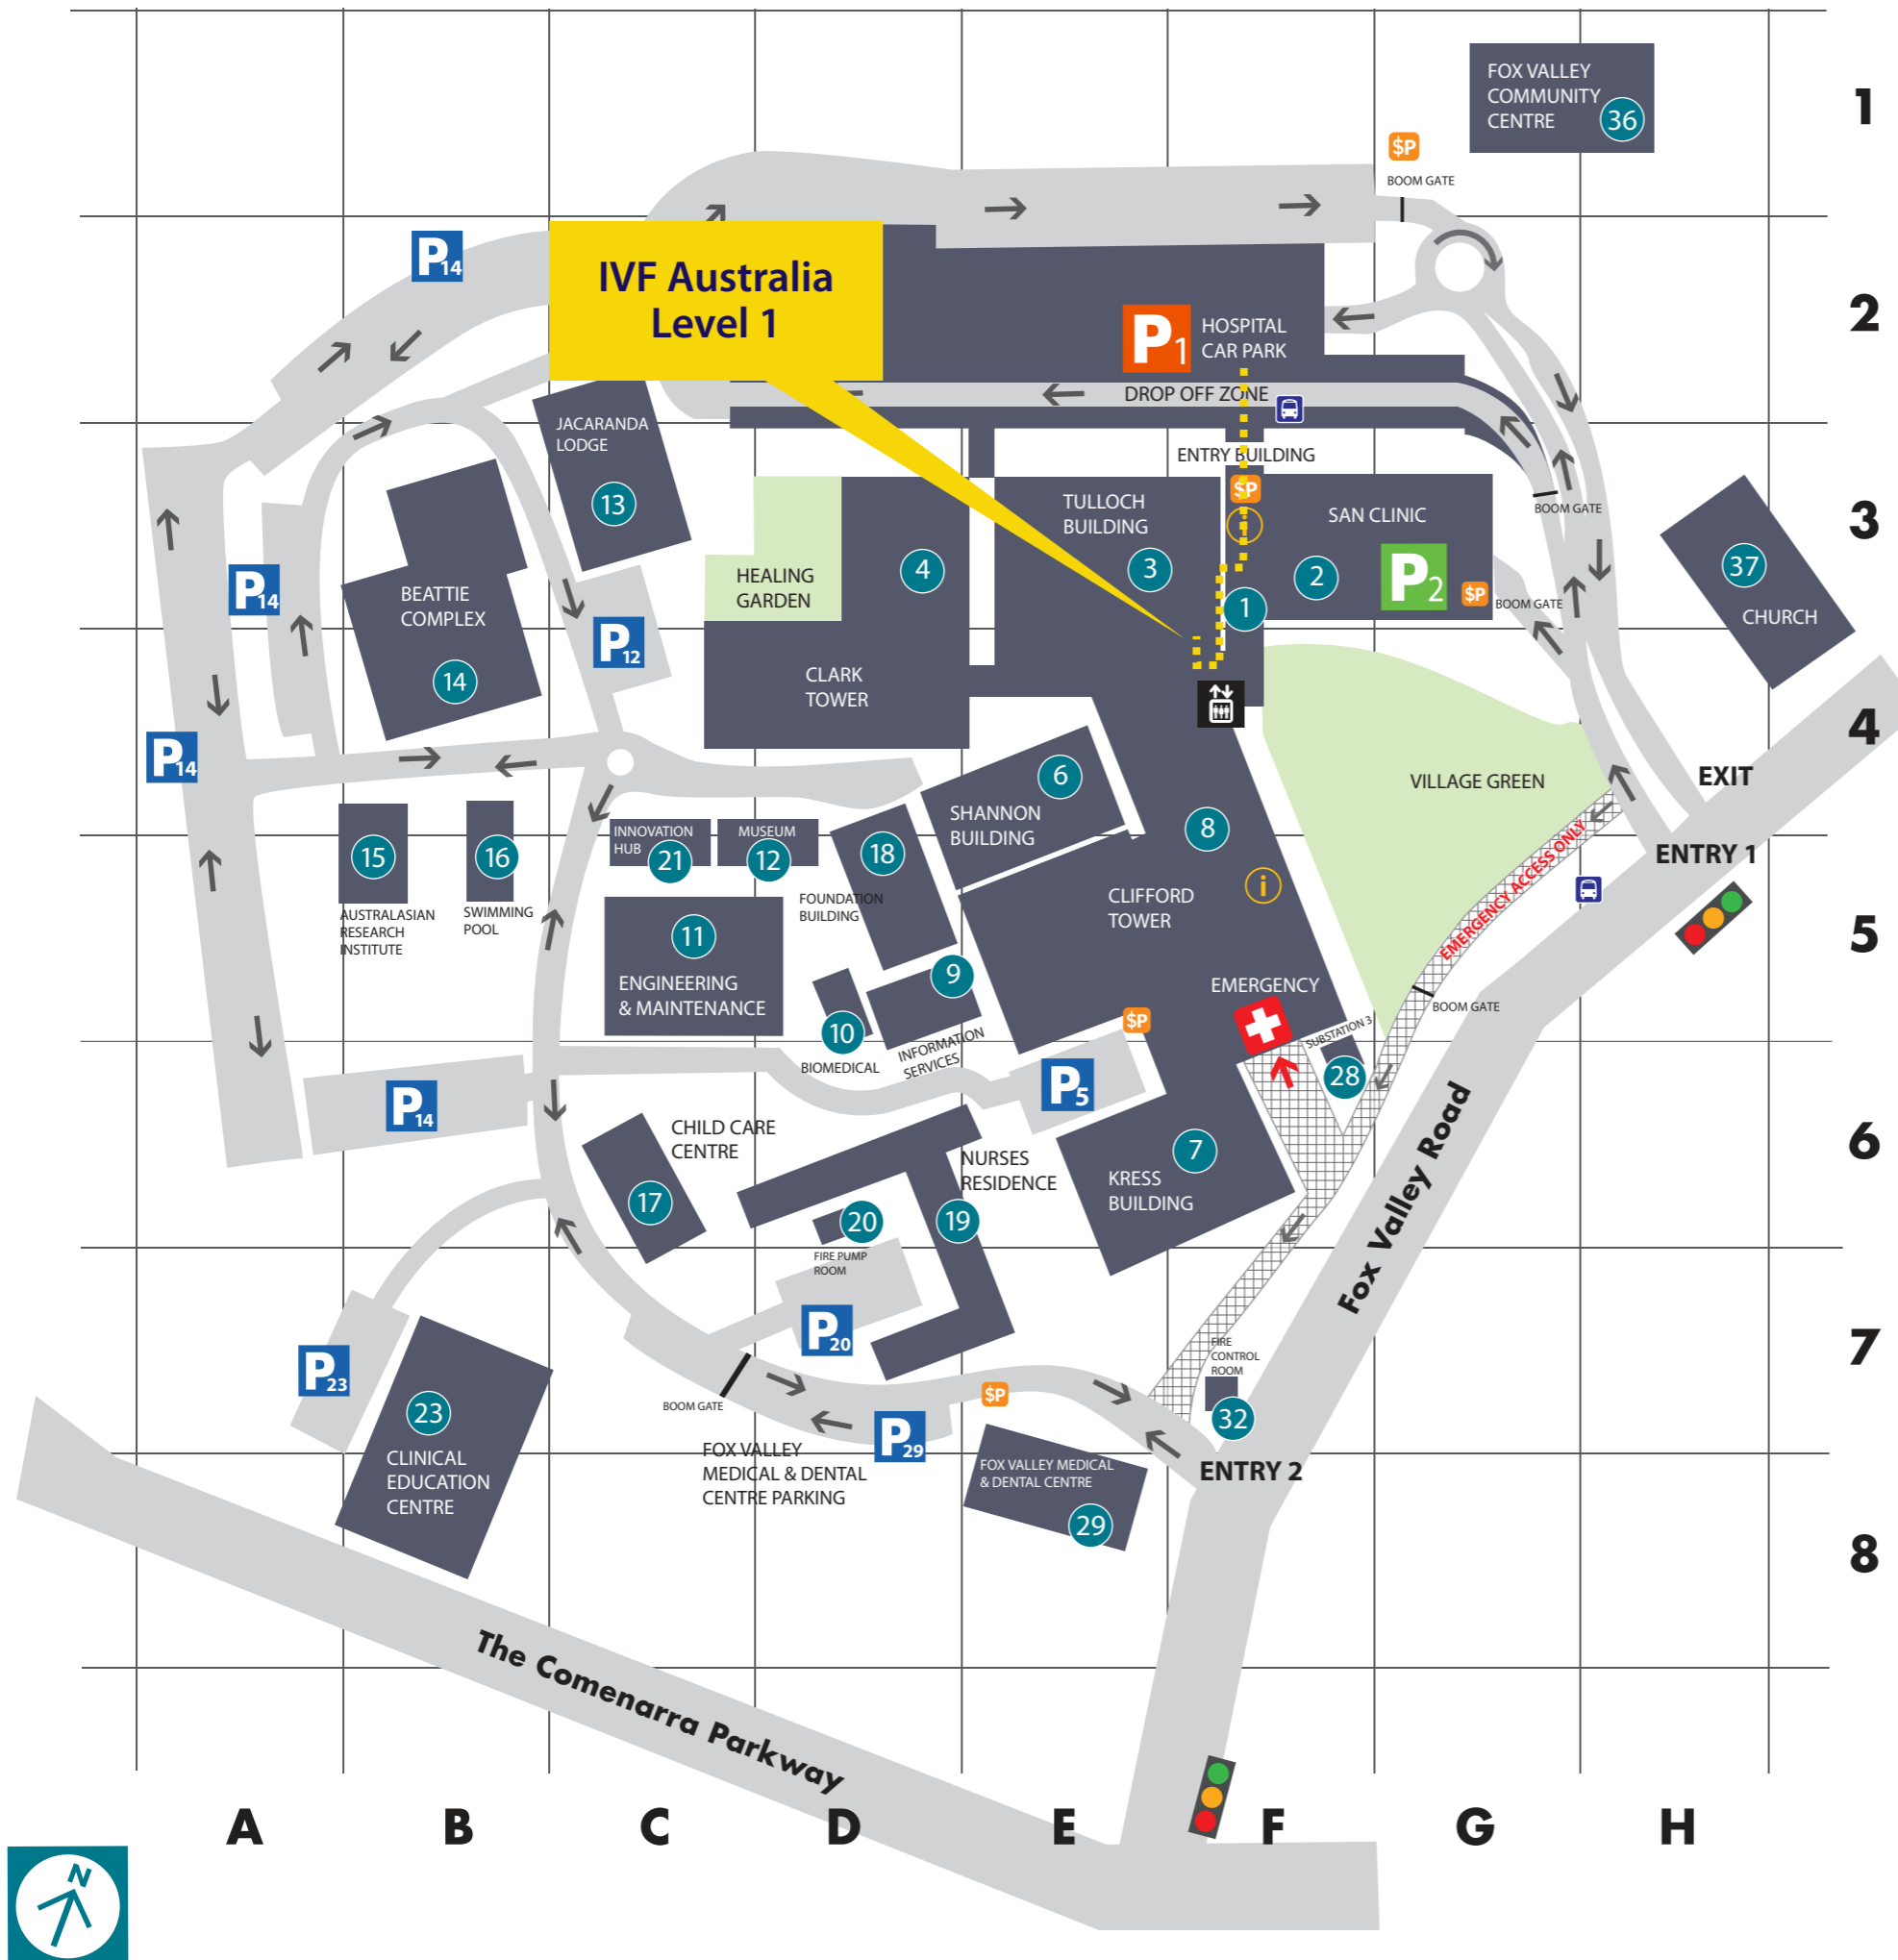 FOX VALLEY
COMMUNITY
CENTRE
36
1
$P
BOOM GATE
P14
IVF Australia
Level 1
P1
HOSPITAL
CAR PARK
2
DROP OFF ZONE
JACARANDA
LODGE
13
ENTRY BUILDING
$P
i
TULLOCH
BUILDING
3
SAN CLINIC
2
P2
$P
BOOM GATE
BOOM GATE
3
37
CHURCH
4
HEALING
GARDEN
1
P14
BEATTIE
COMPLEX
14
P12
CLARK
TOWER
P14
4
EXIT
VILLAGE GREEN
6
SHANNON
BUILDING
8
15
AUSTRALASIAN
RESEARCH
INSTITUTE
16
SWIMMING
POOL
INNOVATION
HUB
21
MUSEUM
12
18
FOUNDATION
BUILDING
CLIFFORD
TOWER
i
EMERGENCY ACCESS ONLY
ENTRY 1
5
11
ENGINEERING
& MAINTENANCE
9
INFORMATION
SERVICES
10
BIOMEDICAL
EMERGENCY
$P
SUBSTATION 3
28
BOOM GATE
P5
P14
CHILD CARE
CENTRE
17
NURSES
RESIDENCE
19
20
FIRE PUMP
ROOM
7
KRESS
BUILDING
6
Fox Valley Road
P20
P23
23
CLINICAL
EDUCATION
CENTRE
BOOM GATE
$P
FIRE
CONTROL
ROOM
32
7
P29
FOX VALLEY
MEDICAL & DENTAL
CENTRE PARKING
FOX VALLEY MEDICAL
& DENTAL CENTRE
29
ENTRY 2
8
The Comenarra Parkway
A
B
C
D
E
F
G
H
N